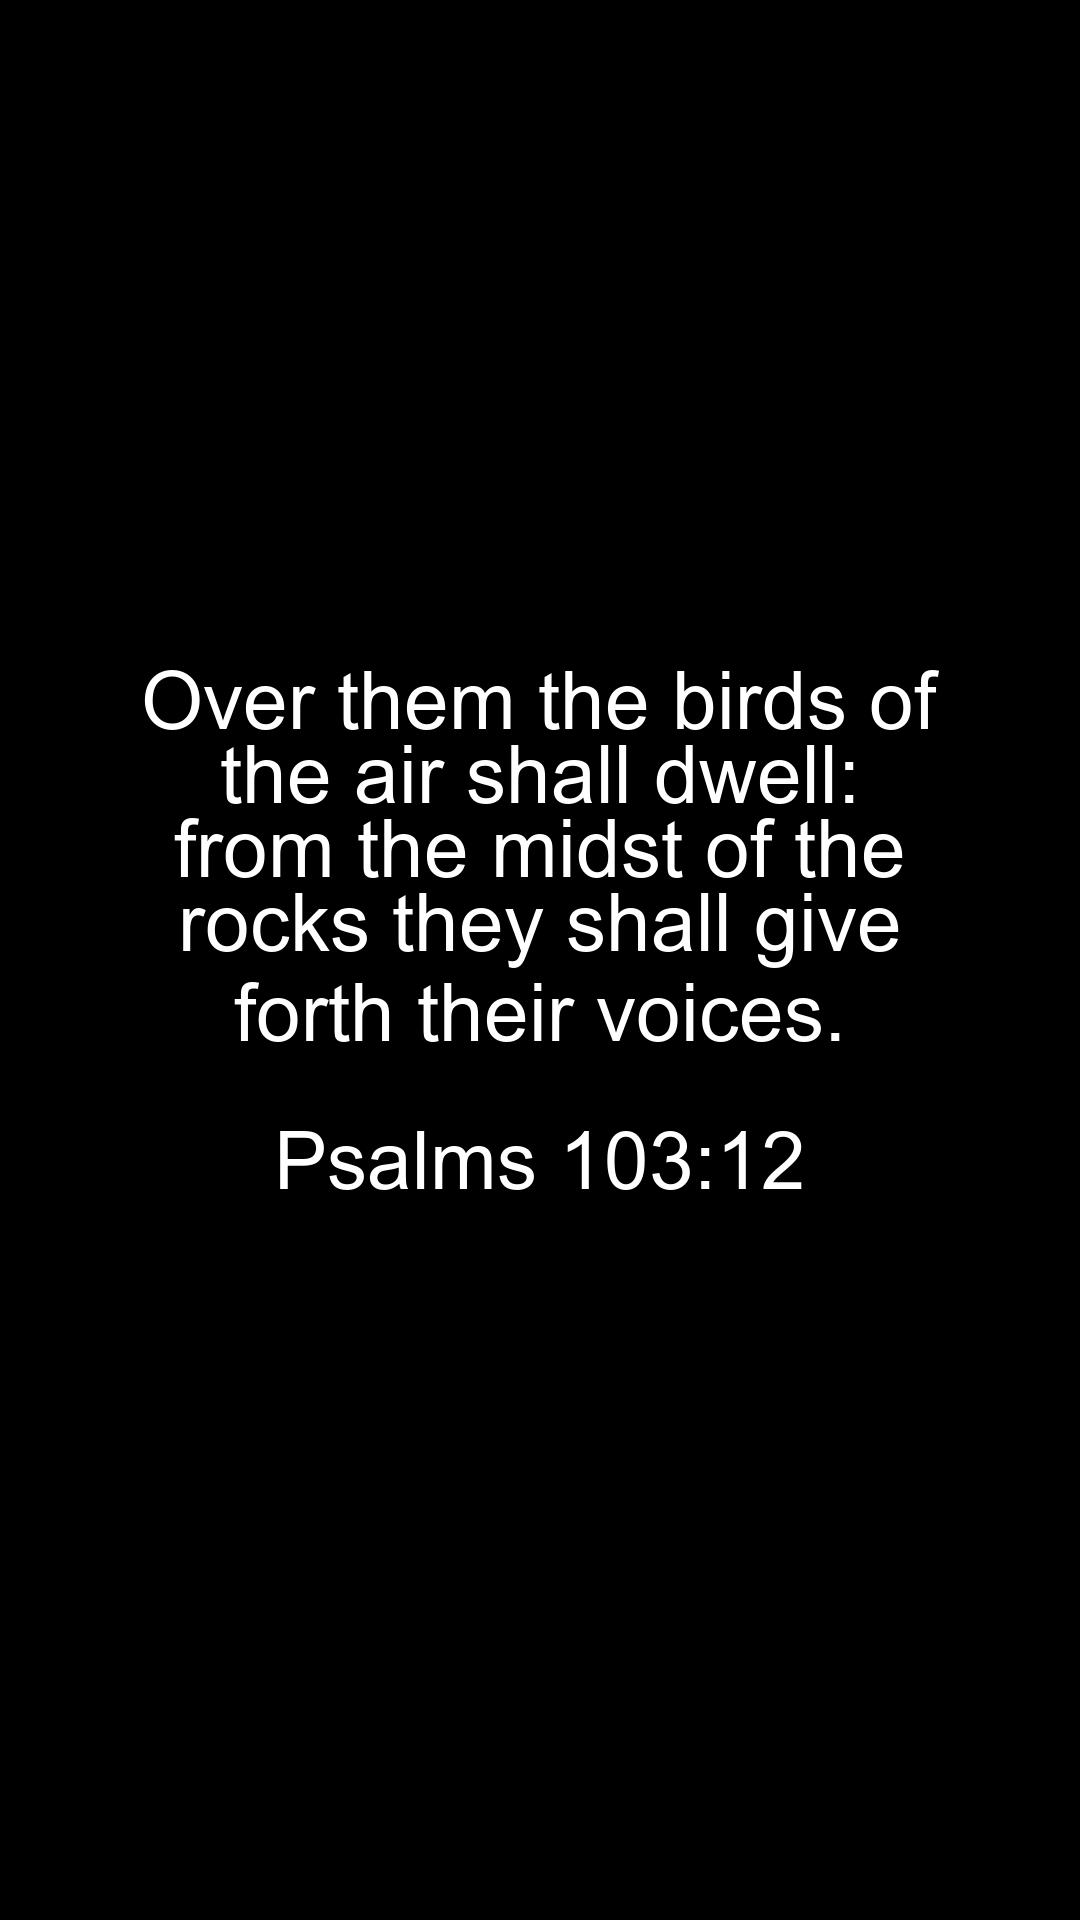 Over them the birds of
the air shall dwell:
from the midst of the
rocks they shall give
forth their voices.
Psalms 103:12